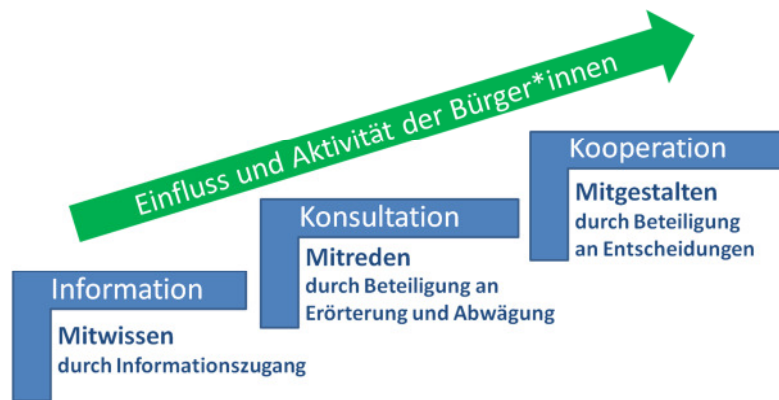 Einfluss und Aktivität der Bürger*innen
Information
Mitwissen
durch Informationszugang
Konsultation
Mitreden
durch Beteiligung an
Erörterung und Abwägung
Kooperation
Mitgestalten
durch Beteiligung
an Entscheidungen